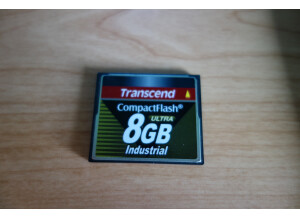 Transcend
CompactFlash®
ULTRA
8GB
Industrial